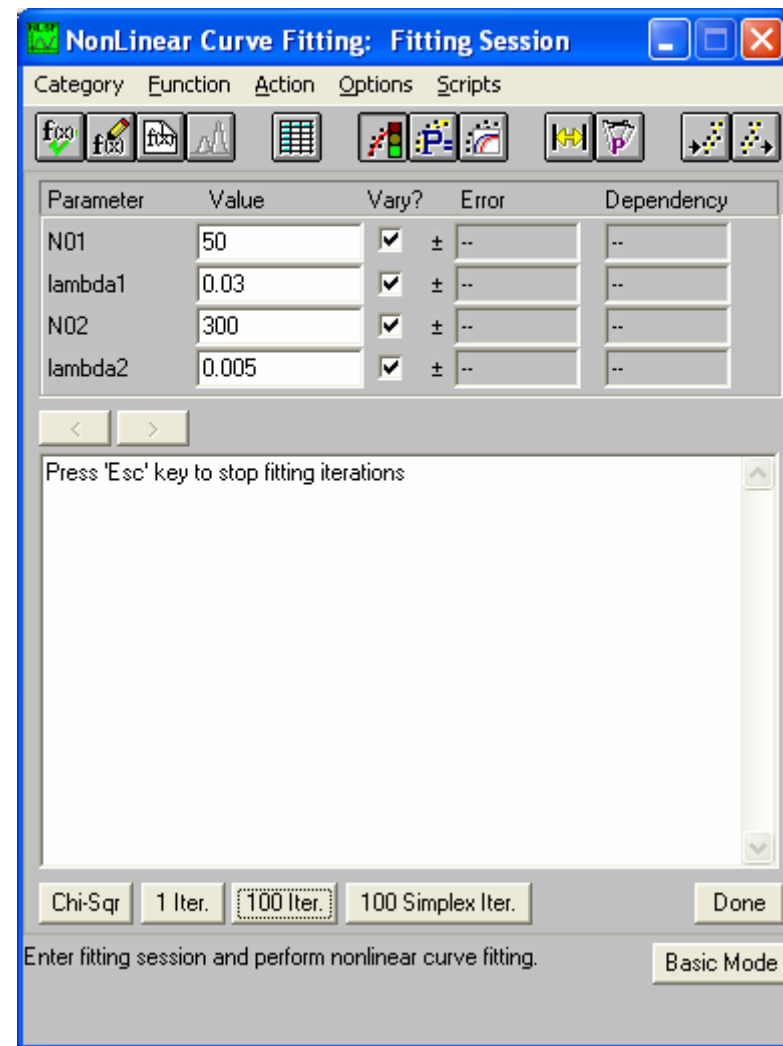 NonLinear Curve Fitting: Fitting Session
Category Function Action Options Scripts
Parameter Value Vary? Error Dependency
N01 50 ± -- --
lambda1 0.03 ± -- --
N02 300 ± -- --
lambda2 0.005 ± -- --
< >
Press 'Esc' key to stop fitting iterations
Chi-Sqr 1 Iter. 100 Iter. 100 Simplex Iter. Done
Enter fitting session and perform nonlinear curve fitting. Basic Mode